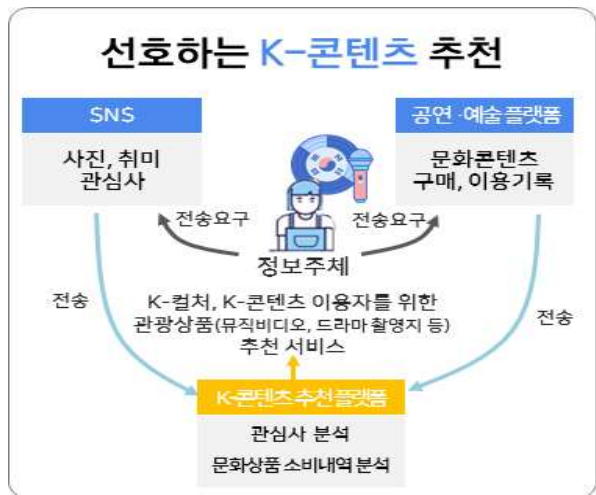 선호하는 K-콘텐츠 추천
SNS
사진, 취미
관심사
공연·예술 플랫폼
문화콘텐츠
구매, 이용기록
전송요구
전송요구
정보주체
전송
전송
K-컬처, K-콘텐츠 이용자를 위한
관광상품(뮤직비디오, 드라마 촬영지 등)
추천 서비스
K-콘텐츠 추천 플랫폼
관심사 분석
문화상품 소비내역 분석